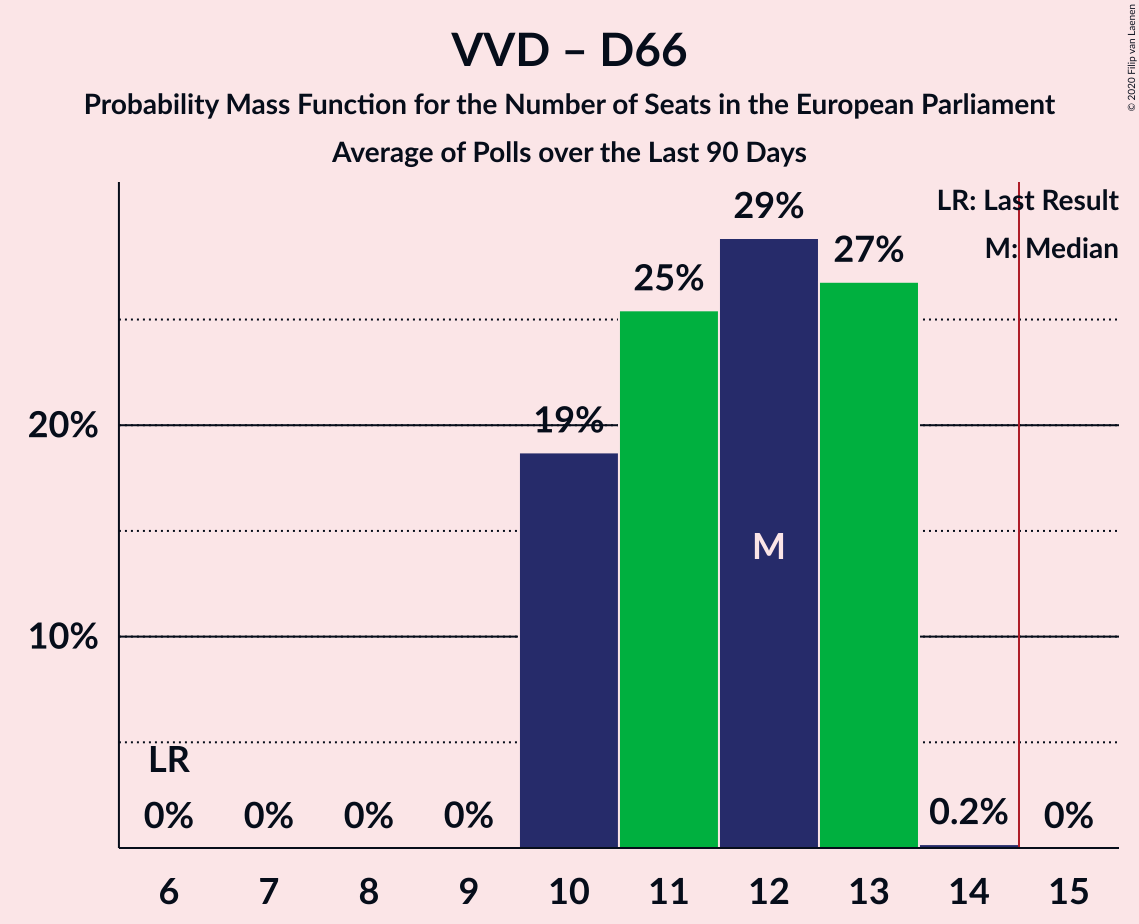 VVD – D66
Probability Mass Function for the Number of Seats in the European Parliament
Average of Polls over the Last 90 Days
© 2020 Filip van Laenen
LR: Last Result
M: Median
29%
27%
25%
20%
19%
M
10%
LR
0% 0% 0% 0% 0.2% 0%
6 7 8 9 10 11 12 13 14 15